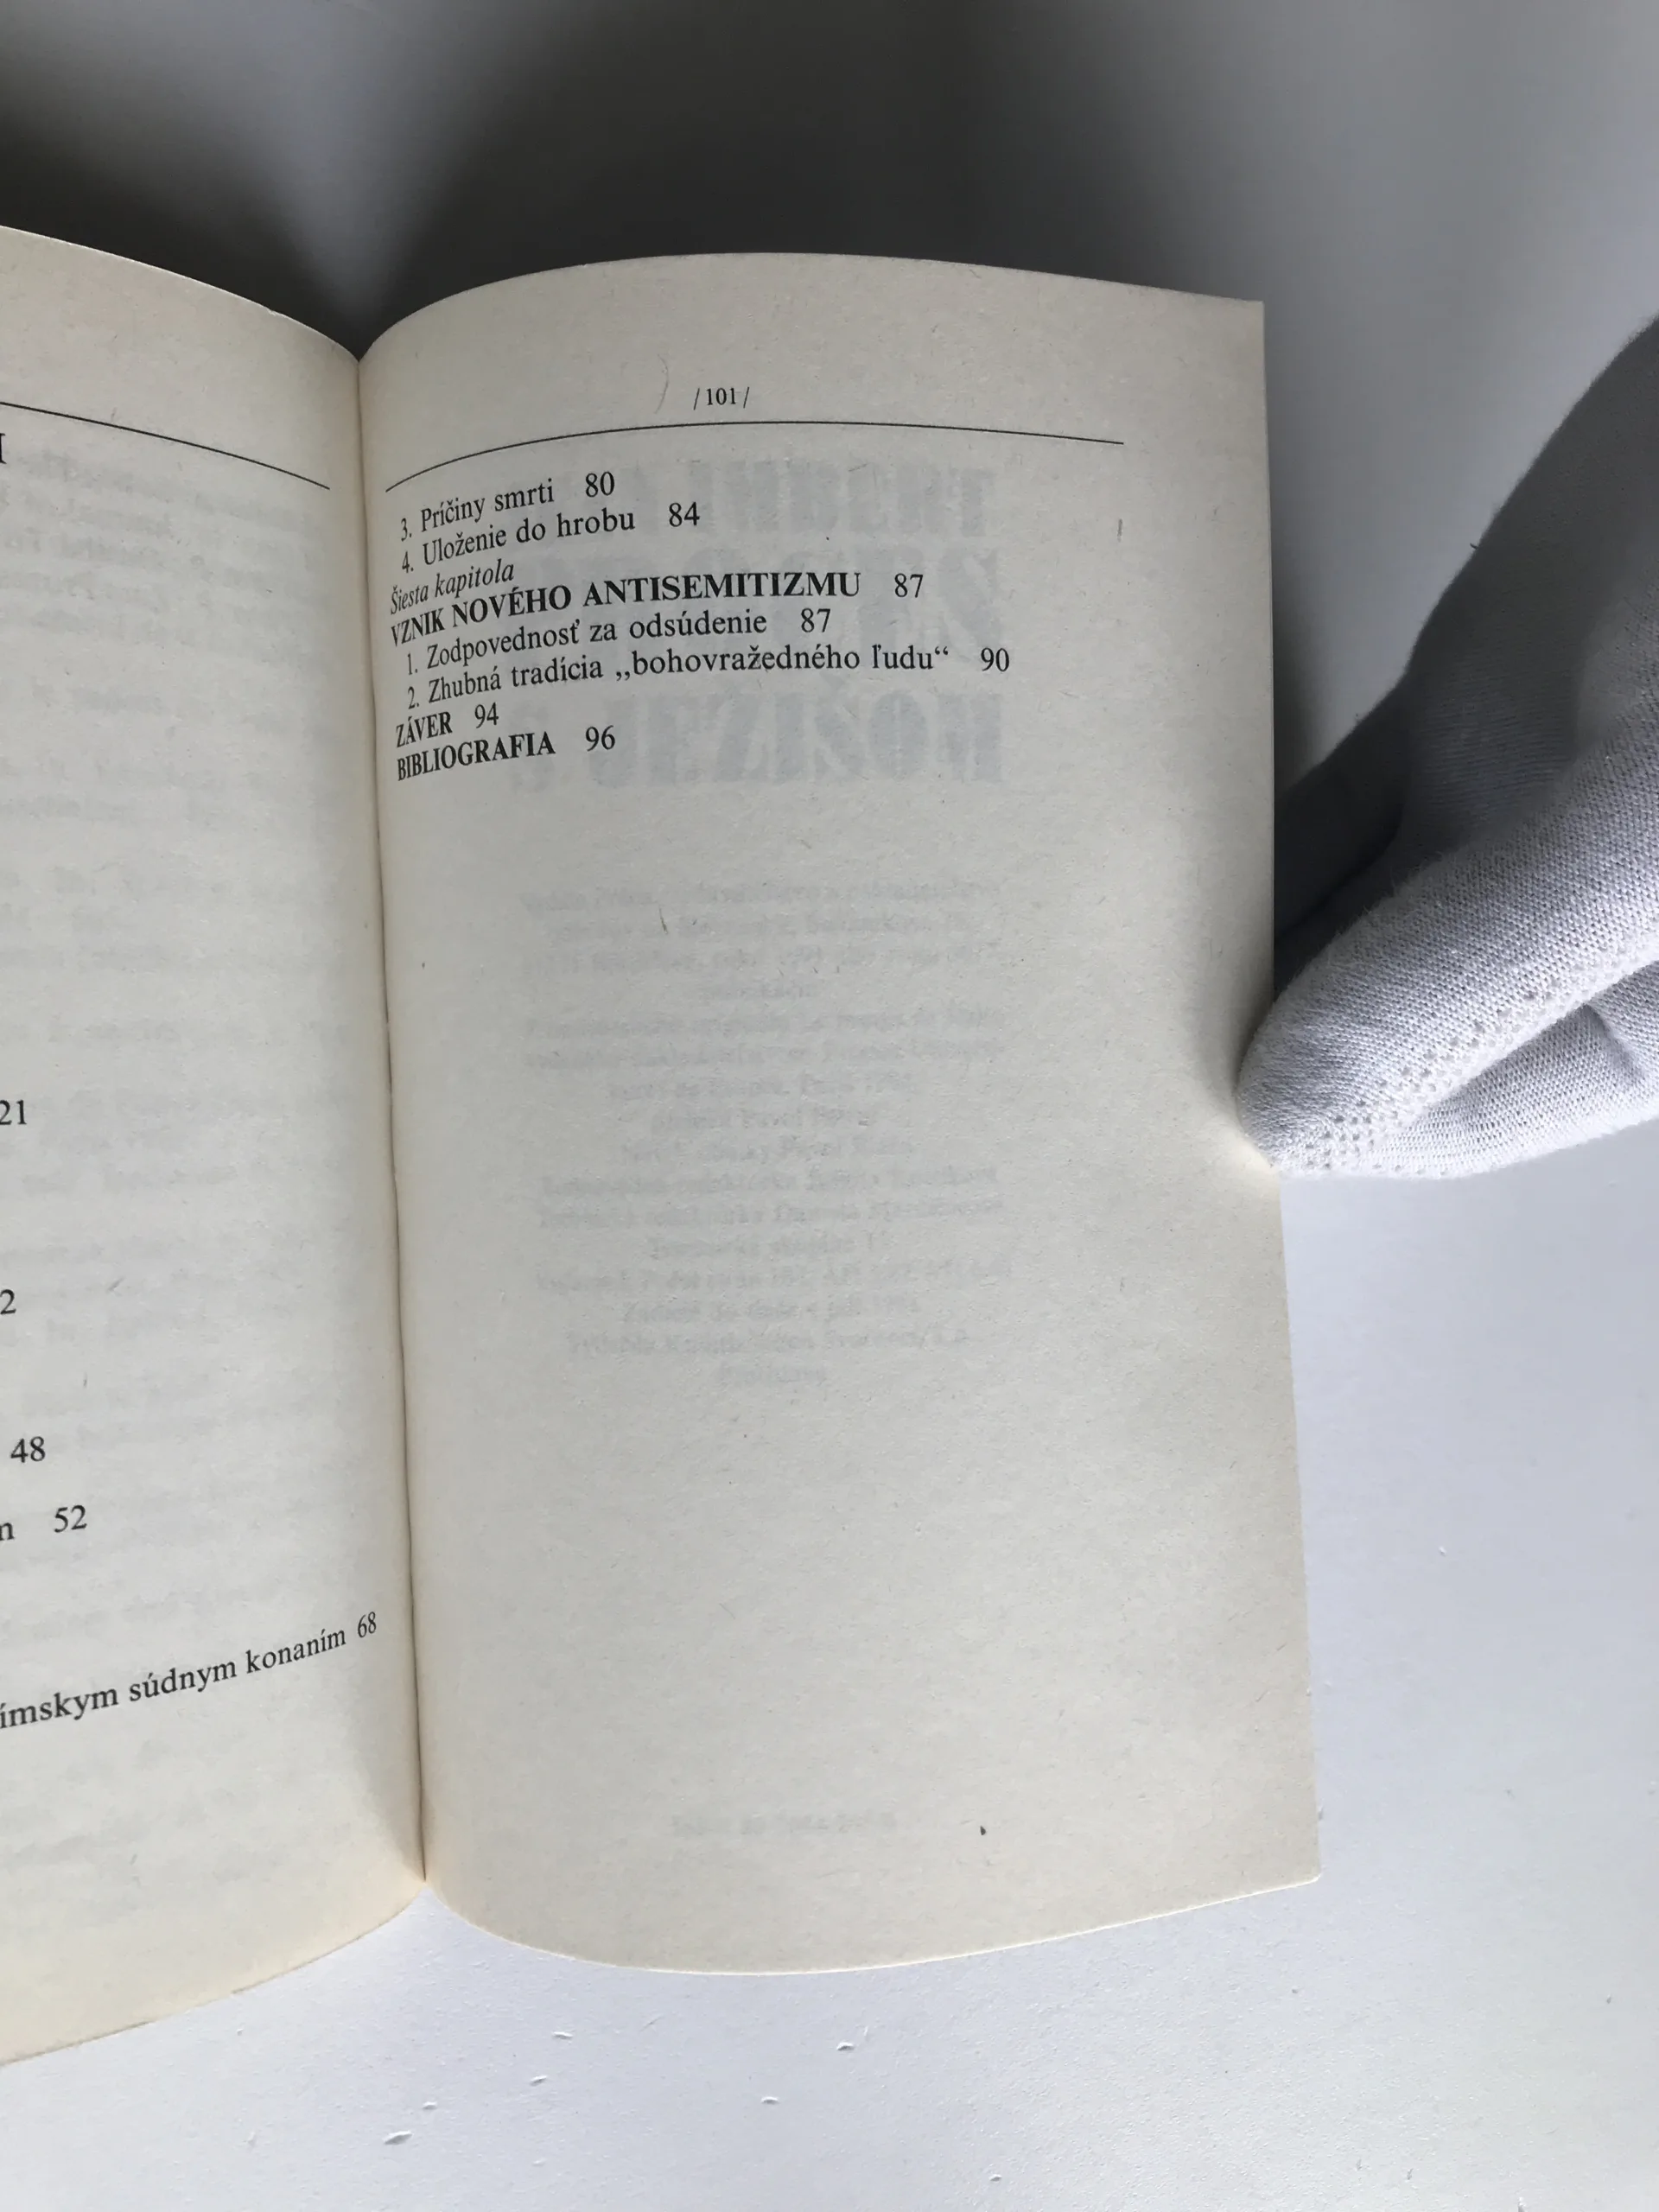 21
2
48
52
ímskym súdnym konaním 68
/ 101 /
3. Príčiny smrti 80
4. Uloženie do hrobu 84
Šiesta kapitola
VZNIK NOVÉHO ANTISEMITIZMU 87
1. Zodpovednosť za odsúdenie 87
2. Zhubná tradícia „bohovražedného ľudu“ 90
ZÁVER 94
BIBLIOGRAFIA 96